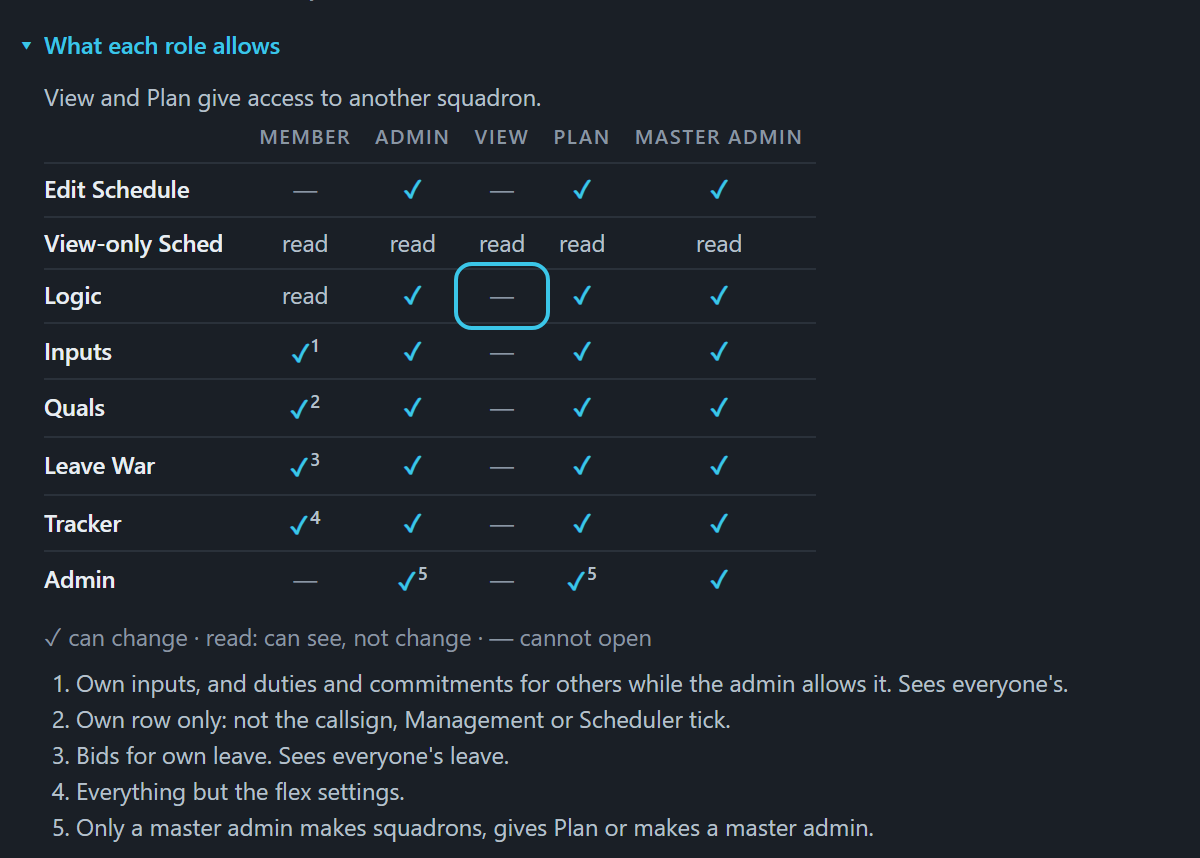 What each role allows
View and Plan give access to another squadron.
MEMBER ADMIN VIEW PLAN MASTER ADMIN
Edit Schedule — ✓ — ✓ ✓
View-only Sched read read read read read
Logic read ✓ — ✓ ✓
Inputs ✓1 ✓ — ✓ ✓
Quals ✓2 ✓ — ✓ ✓
Leave War ✓3 ✓ — ✓ ✓
Tracker ✓4 ✓ — ✓ ✓
Admin — ✓5 — ✓5 ✓
✓ can change · read: can see, not change · — cannot open
1. Own inputs, and duties and commitments for others while the admin allows it. Sees everyone's.
2. Own row only: not the callsign, Management or Scheduler tick.
3. Bids for own leave. Sees everyone's leave.
4. Everything but the flex settings.
5. Only a master admin makes squadrons, gives Plan or makes a master admin.